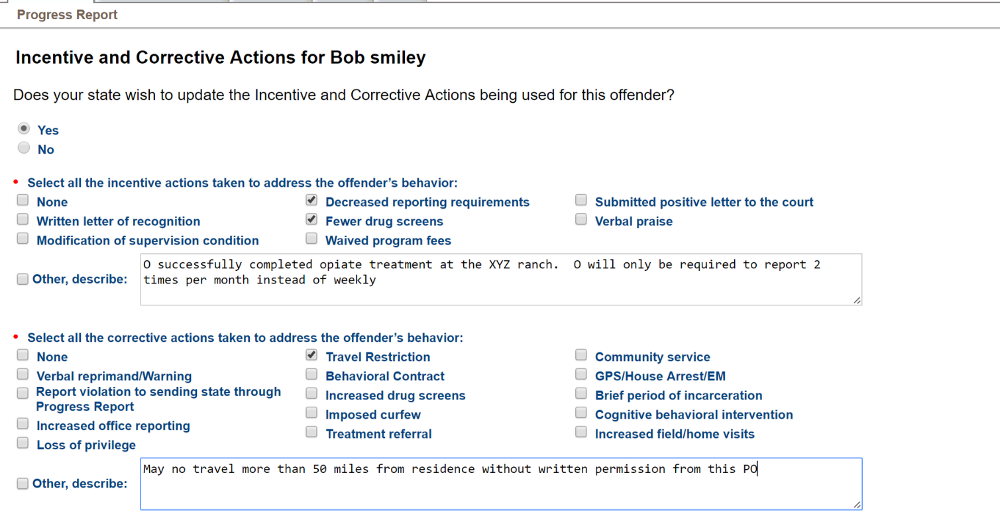 Progress Report
Incentive and Corrective Actions for Bob smiley
Does your state wish to update the Incentive and Corrective Actions being used for this offender?
Yes
No
• Select all the incentive actions taken to address the offender's behavior:
None
Decreased reporting requirements
Submitted positive letter to the court
Written letter of recognition
Fewer drug screens
Verbal praise
Modification of supervision condition
Waived program fees
Other, describe:
O successfully completed opiate treatment at the XYZ ranch.  O will only be required to report 2
times per month instead of weekly
• Select all the corrective actions taken to address the offender's behavior:
None
Travel Restriction
Community service
Verbal reprimand/Warning
Behavioral Contract
GPS/House Arrest/EM
Report violation to sending state through
Progress Report
Increased drug screens
Brief period of incarceration
Imposed curfew
Cognitive behavioral intervention
Increased office reporting
Treatment referral
Increased field/home visits
Loss of privilege
Other, describe:
May no travel more than 50 miles from residence without written permission from this PO